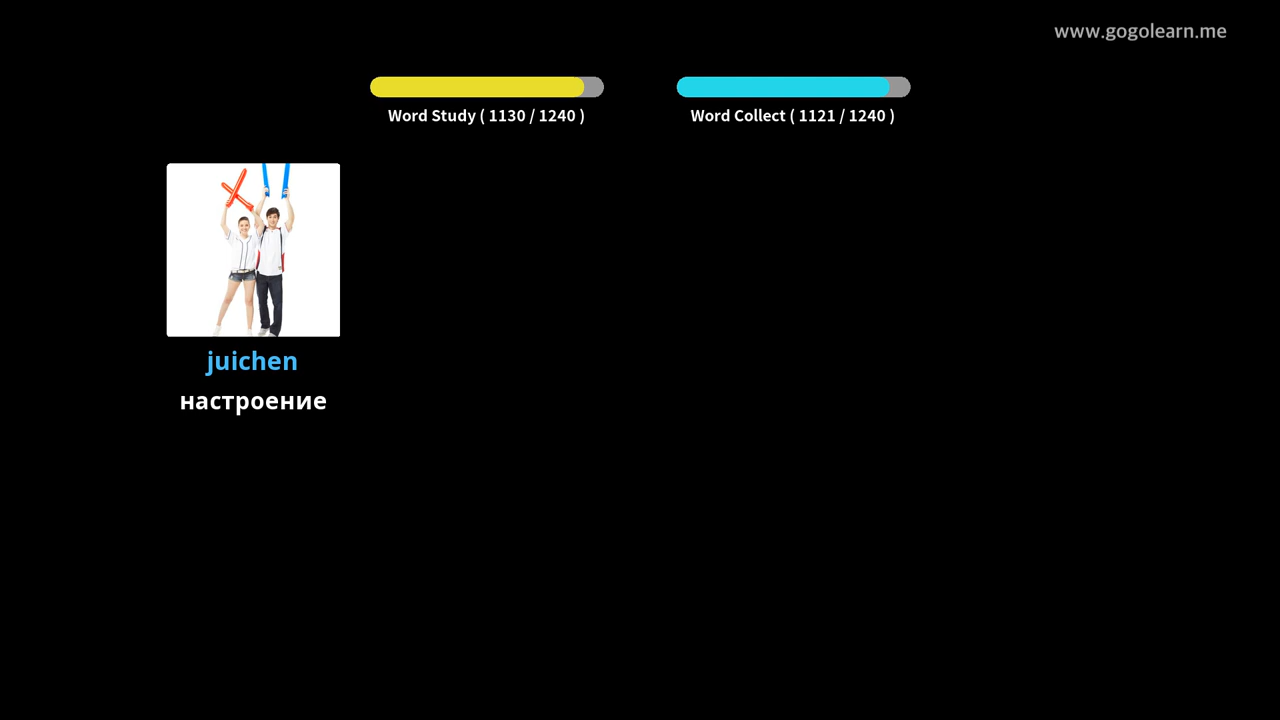 www.gogolearn.me
Word Study ( 1130 / 1240 )
Word Collect ( 1121 / 1240 )
juichen
настроение